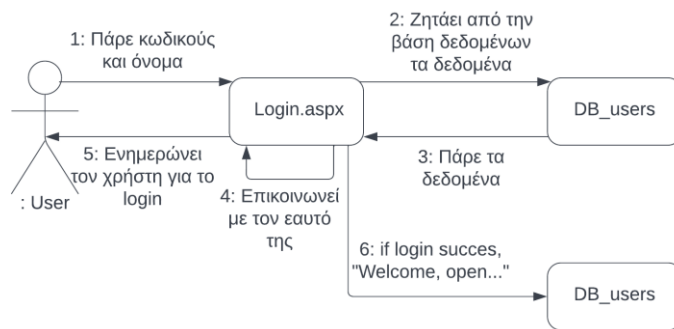 1: Πάρε κωδικούς
και όνομα
2: Ζητάει από την
βάση δεδομένων
τα δεδομένα
Login.aspx
DB_users
: User
5: Ενημερώνει
τον χρήστη για το
login
4: Επικοινωνεί
με τον εαυτό
της
3: Πάρε τα
δεδομένα
6: if login succes,
"Welcome, open..."
DB_users